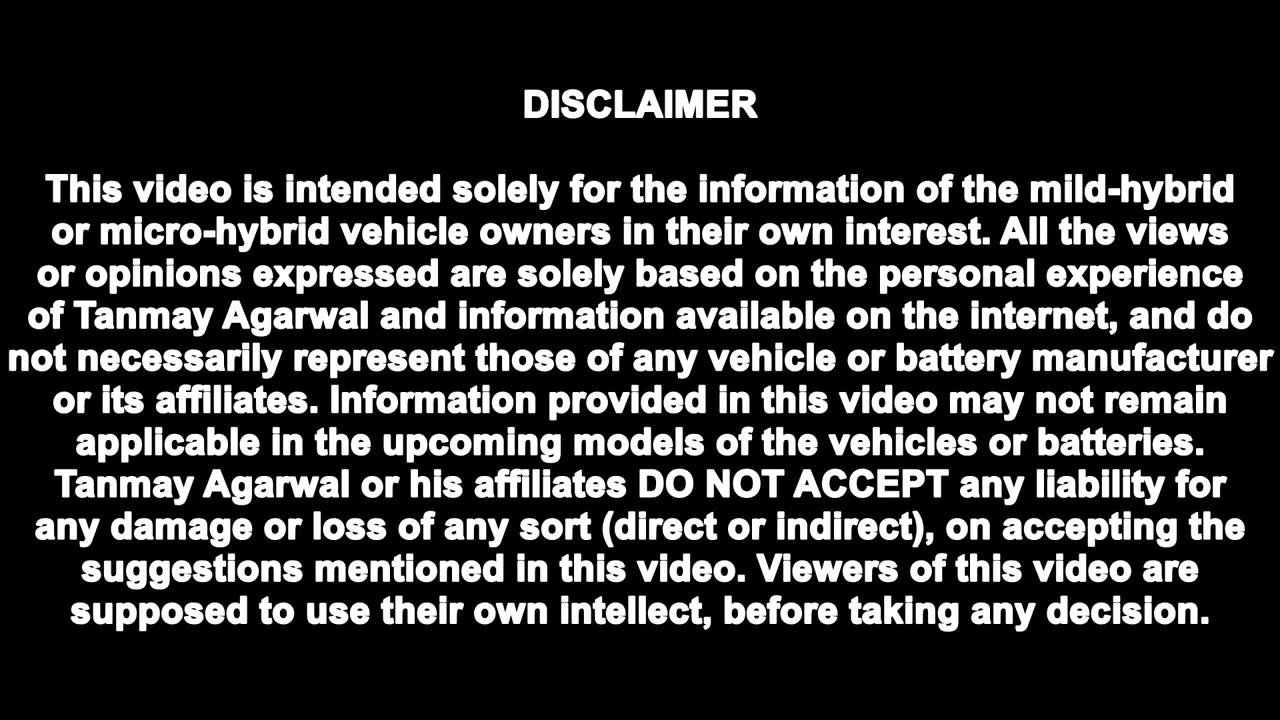 DISCLAIMER
This video is intended solely for the information of the mild-hybrid
or micro-hybrid vehicle owners in their own interest. All the views
or opinions expressed are solely based on the personal experience
of Tanmay Agarwal and information available on the internet, and do
not necessarily represent those of any vehicle or battery manufacturer
or its affiliates. Information provided in this video may not remain
applicable in the upcoming models of the vehicles or batteries.
Tanmay Agarwal or his affiliates DO NOT ACCEPT any liability for
any damage or loss of any sort (direct or indirect), on accepting the
suggestions mentioned in this video. Viewers of this video are
supposed to use their own intellect, before taking any decision.